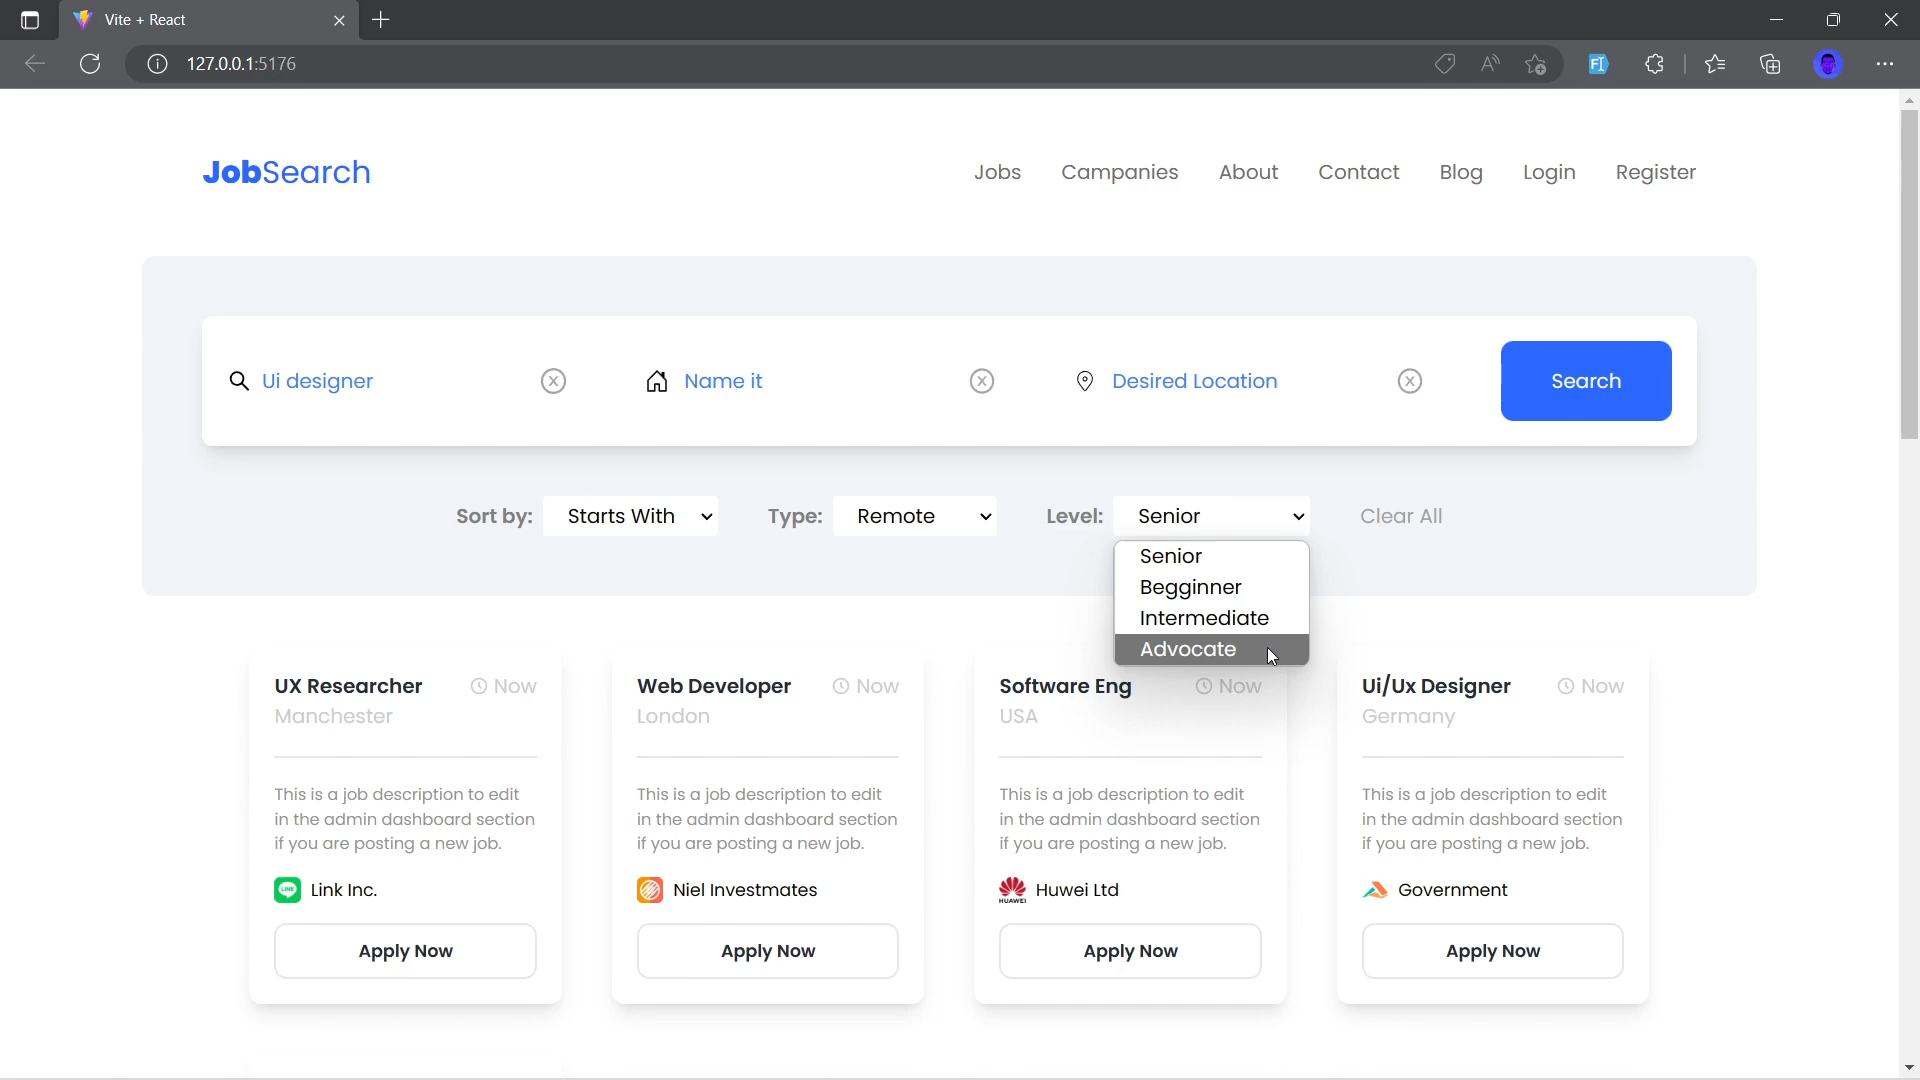 Vite + React
127.0.0.1:5176
JobSearch
Jobs Campanies About Contact Blog Login Register
Ui designer Name it Desired Location Search
Sort by: Starts With Type: Remote Level: Senior Clear All
Senior
Begginner
Intermediate
Advocate
UX Researcher Now
Manchester
This is a job description to edit
in the admin dashboard section
if you are posting a new job.
LINE Link Inc.
Apply Now
Web Developer Now
London
This is a job description to edit
in the admin dashboard section
if you are posting a new job.
Niel Investmates
Apply Now
Software Eng Now
USA
This is a job description to edit
in the admin dashboard section
if you are posting a new job.
HUAWEI Huwei Ltd
Apply Now
Ui/Ux Designer Now
Germany
This is a job description to edit
in the admin dashboard section
if you are posting a new job.
Government
Apply Now